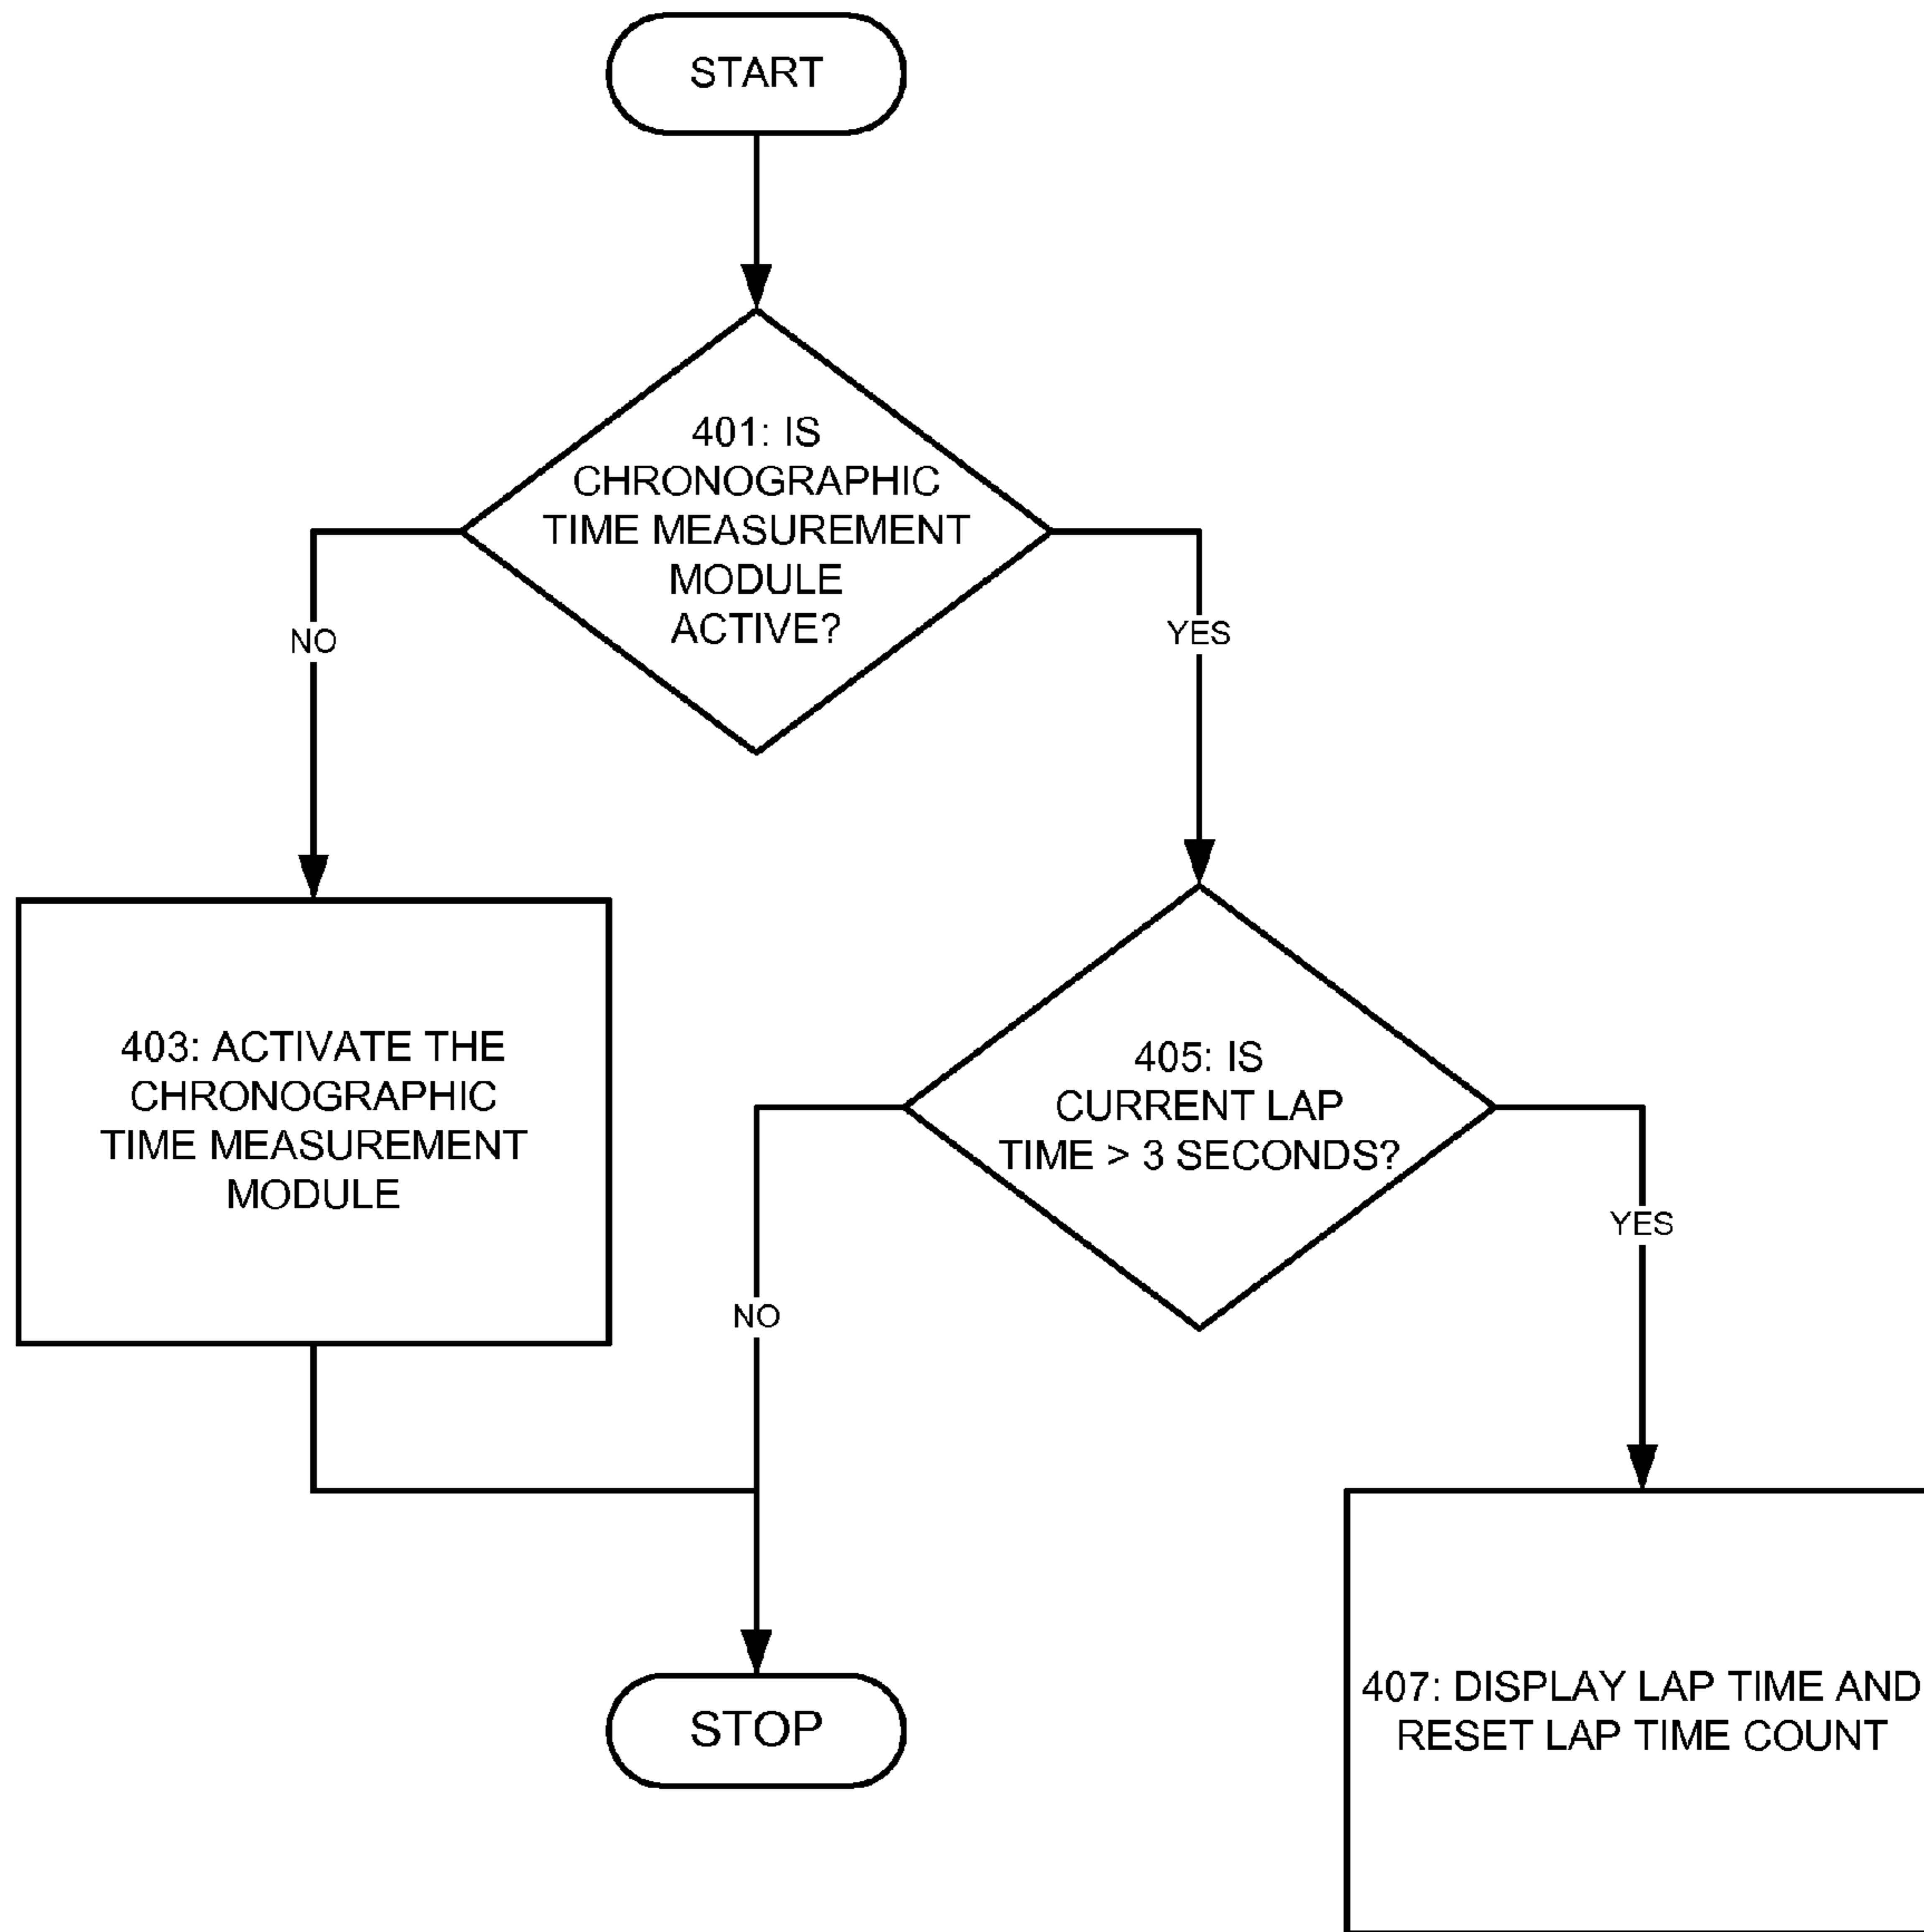 START
401: IS
CHRONOGRAPHIC
TIME MEASUREMENT
MODULE
ACTIVE?
NO
YES
403: ACTIVATE THE
CHRONOGRAPHIC
TIME MEASUREMENT
MODULE
405: IS
CURRENT LAP
TIME > 3 SECONDS?
NO
YES
407: DISPLAY LAP TIME AND
RESET LAP TIME COUNT
STOP